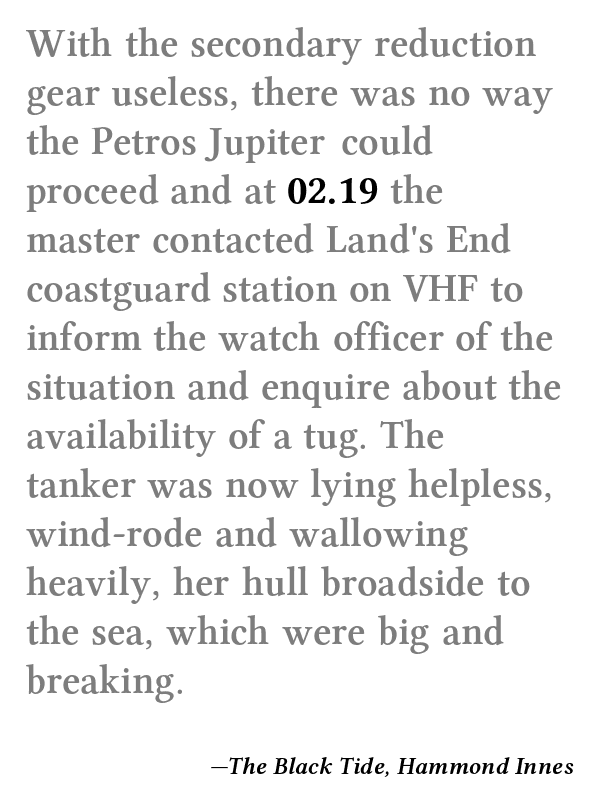 With the secondary reduction
gear useless, there was no way
the Petros Jupiter could
proceed and at 02.19 the
master contacted Land's End
coastguard station on VHF to
inform the watch officer of the
situation and enquire about the
availability of a tug. The
tanker was now lying helpless,
wind-rode and wallowing
heavily, her hull broadside to
the sea, which were big and
breaking.
—The Black Tide, Hammond Innes